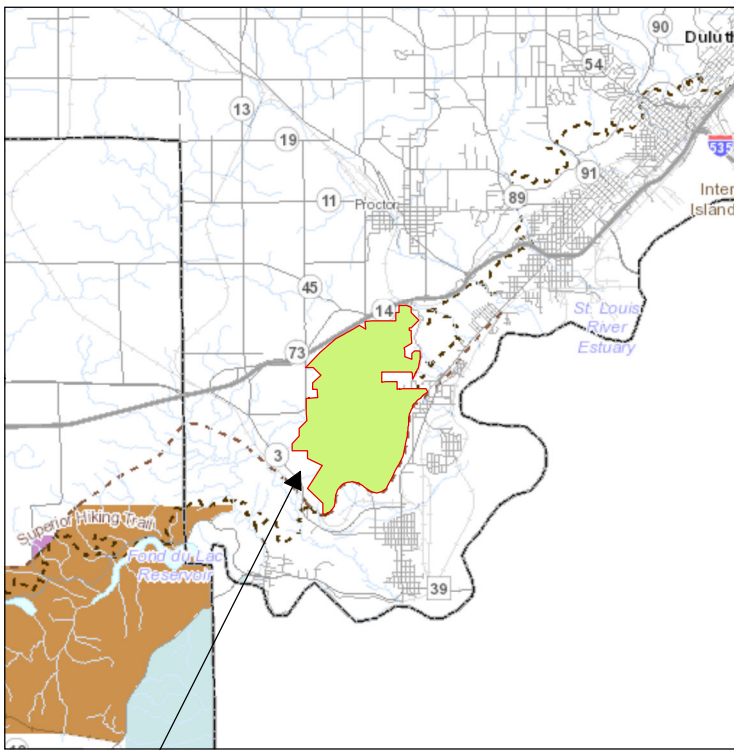 90
Duluth
54
13
535
19
91
Inter
Island
89
11
Proctor
45
14
St. Louis
River
Estuary
73
3
Superior Hiking Trail
Fond du Lac
Reservoir
39